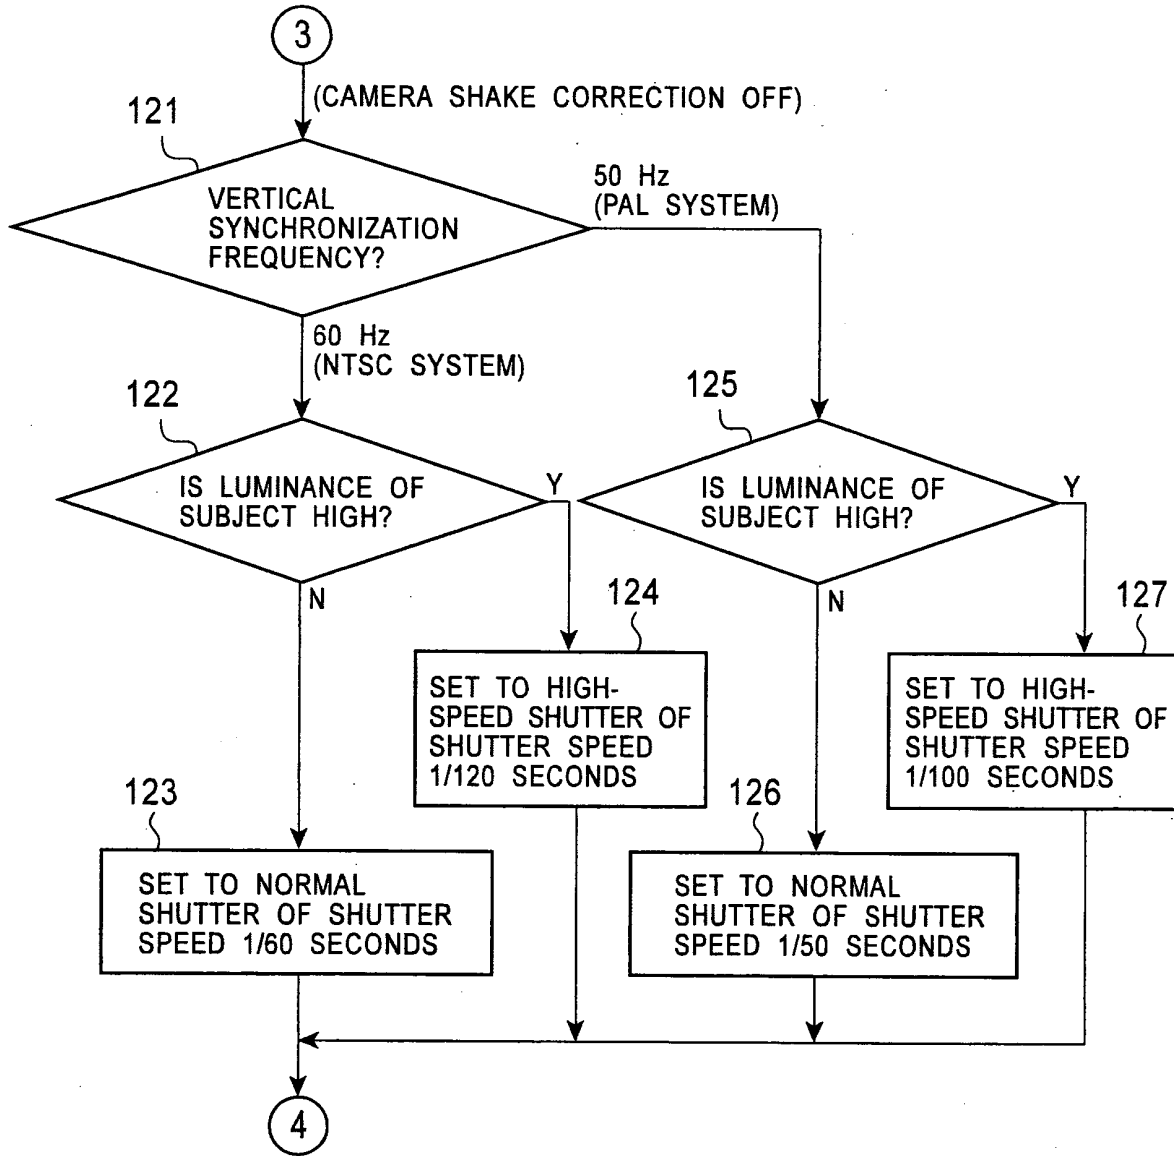 3
(CAMERA SHAKE CORRECTION OFF)
121
VERTICAL
SYNCHRONIZATION
FREQUENCY?
50 Hz
(PAL SYSTEM)
60 Hz
(NTSC SYSTEM)
122
IS LUMINANCE OF
SUBJECT HIGH?
Y
N
125
IS LUMINANCE OF
SUBJECT HIGH?
Y
N
124
SET TO HIGH-
SPEED SHUTTER OF
SHUTTER SPEED
1/120 SECONDS
127
SET TO HIGH-
SPEED SHUTTER OF
SHUTTER SPEED
1/100 SECONDS
123
SET TO NORMAL
SHUTTER OF SHUTTER
SPEED 1/60 SECONDS
126
SET TO NORMAL
SHUTTER OF SHUTTER
SPEED 1/50 SECONDS
4